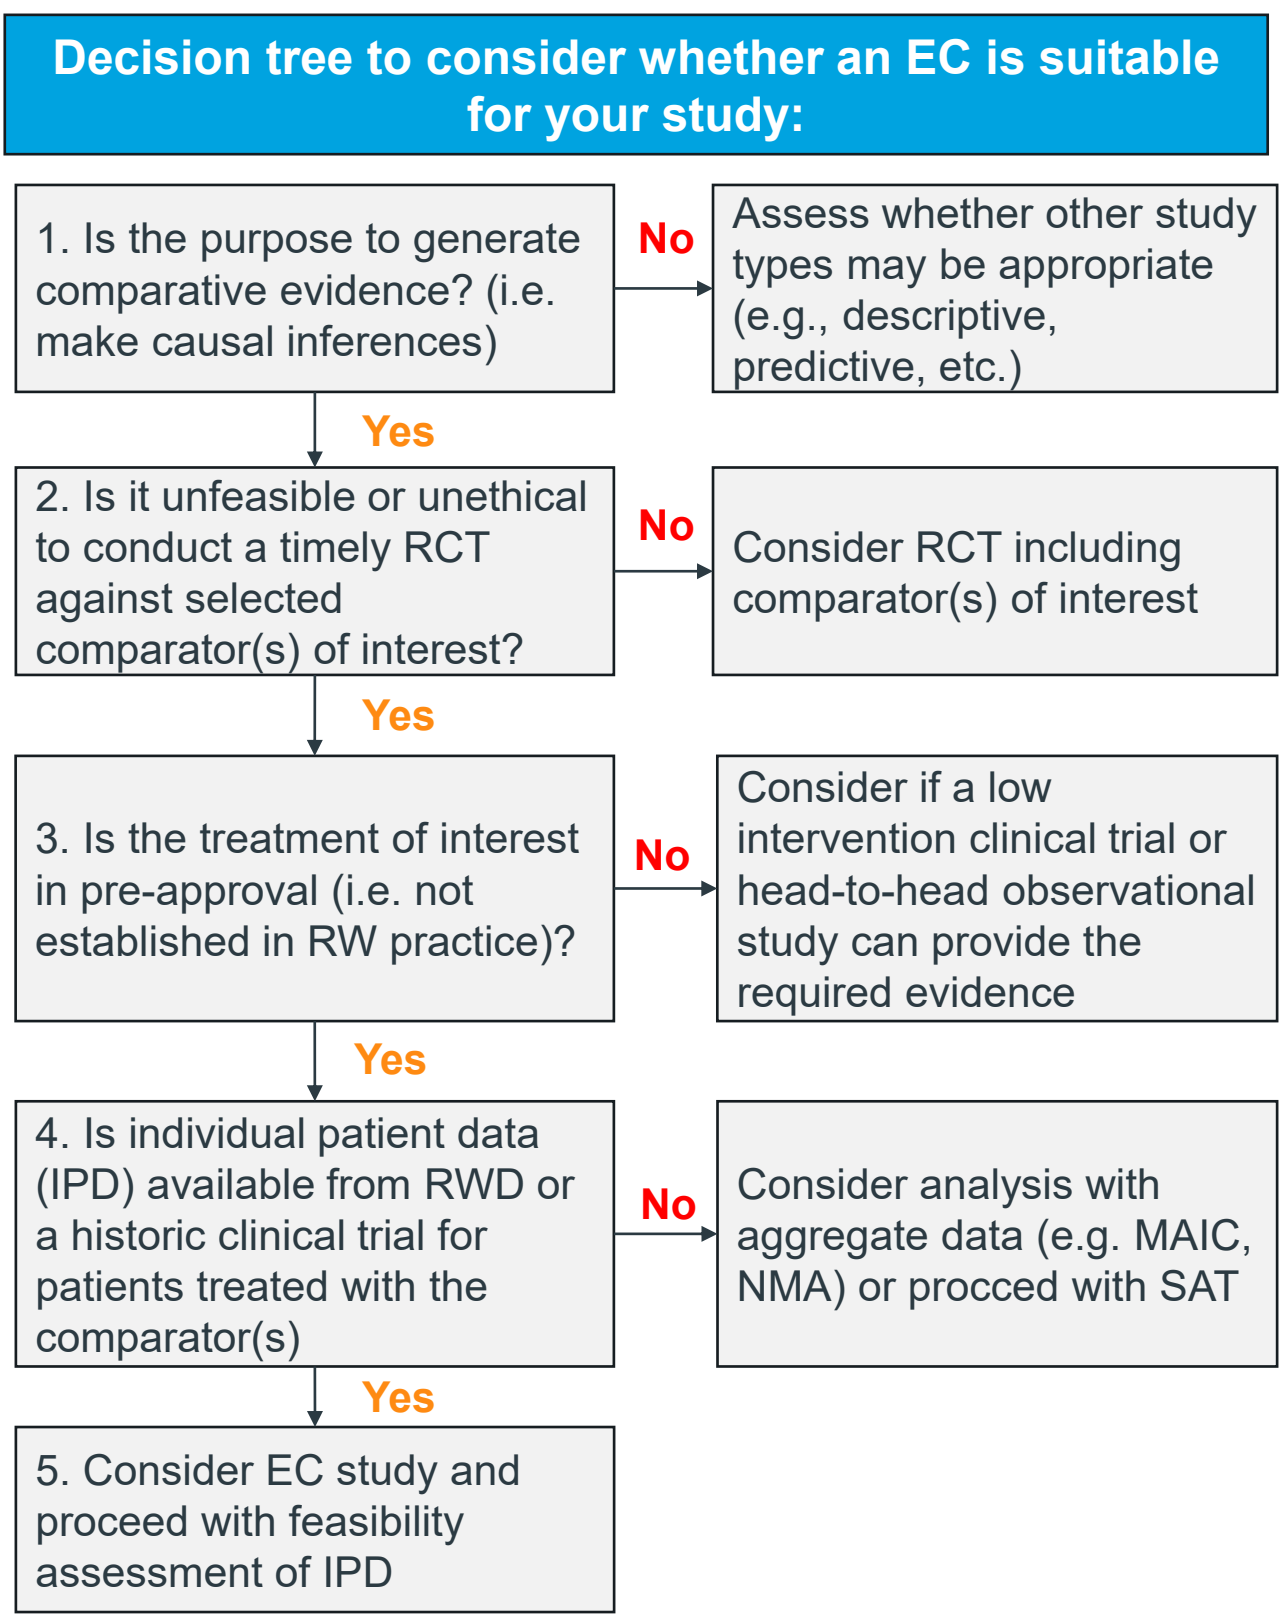 Decision tree to consider whether an EC is suitable
for your study:
1. Is the purpose to generate
comparative evidence? (i.e.
make causal inferences)
No
Assess whether other study
types may be appropriate
(e.g., descriptive,
predictive, etc.)
Yes
2. Is it unfeasible or unethical
to conduct a timely RCT
against selected
comparator(s) of interest?
No
Consider RCT including
comparator(s) of interest
Yes
3. Is the treatment of interest
in pre-approval (i.e. not
established in RW practice)?
No
Consider if a low
intervention clinical trial or
head-to-head observational
study can provide the
required evidence
Yes
4. Is individual patient data
(IPD) available from RWD or
a historic clinical trial for
patients treated with the
comparator(s)
No
Consider analysis with
aggregate data (e.g. MAIC,
NMA) or procced with SAT
Yes
5. Consider EC study and
proceed with feasibility
assessment of IPD